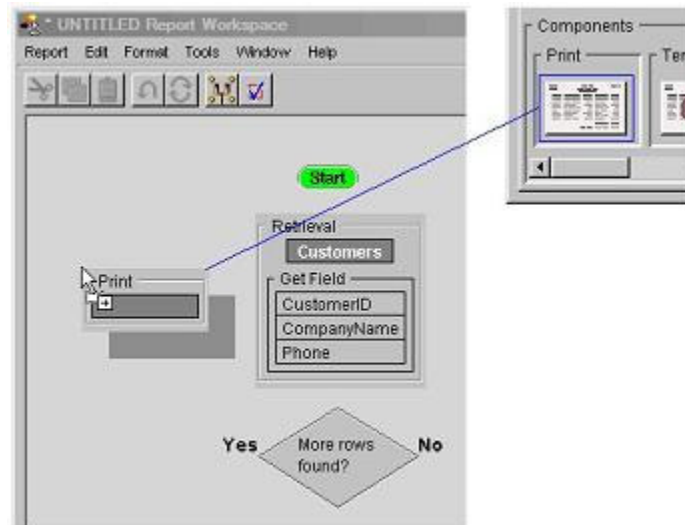 * UNTITLED Report Workspace
Report Edit Format Tools Window Help
Start
Retrieval
Customers
Get Field
CustomerID
CompanyName
Phone
Print
Yes
More rows
found?
No
Components
Print
Ter